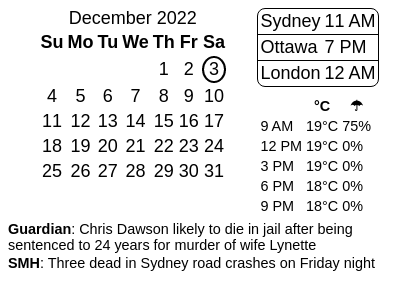 December 2022
Su Mo Tu We Th Fr Sa
1 2 3
4 5 6 7 8 9 10
11 12 13 14 15 16 17
18 19 20 21 22 23 24
25 26 27 28 29 30 31
Sydney 11 AM
Ottawa 7 PM
London 12 AM
°C ☂
9 AM 19°C 75%
12 PM 19°C 0%
3 PM 19°C 0%
6 PM 18°C 0%
9 PM 18°C 0%
Guardian: Chris Dawson likely to die in jail after being
sentenced to 24 years for murder of wife Lynette
SMH: Three dead in Sydney road crashes on Friday night